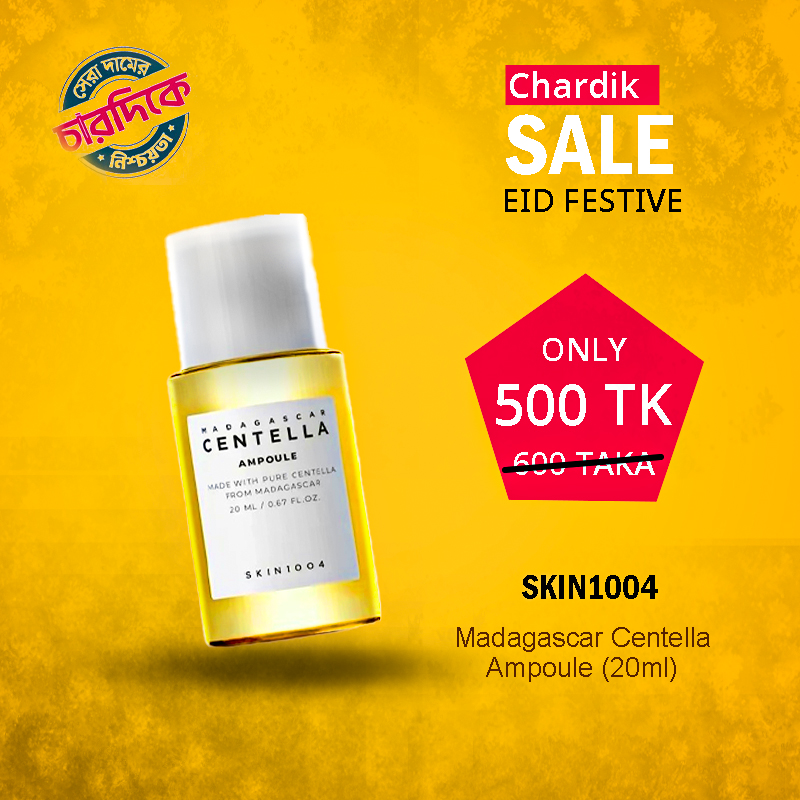 সেরা দামের
চারদিকে
নিশ্চয়তা
Chardik
SALE
EID FESTIVE
ONLY
500 TK
600 TAKA
MADAGASCAR
CENTELLA
AMPOULE
MADE WITH PURE CENTELLA
FROM MADAGASCAR
20 ML / 0.67 FL.OZ.
SKIN1004
SKIN1004
Madagascar Centella
Ampoule (20ml)